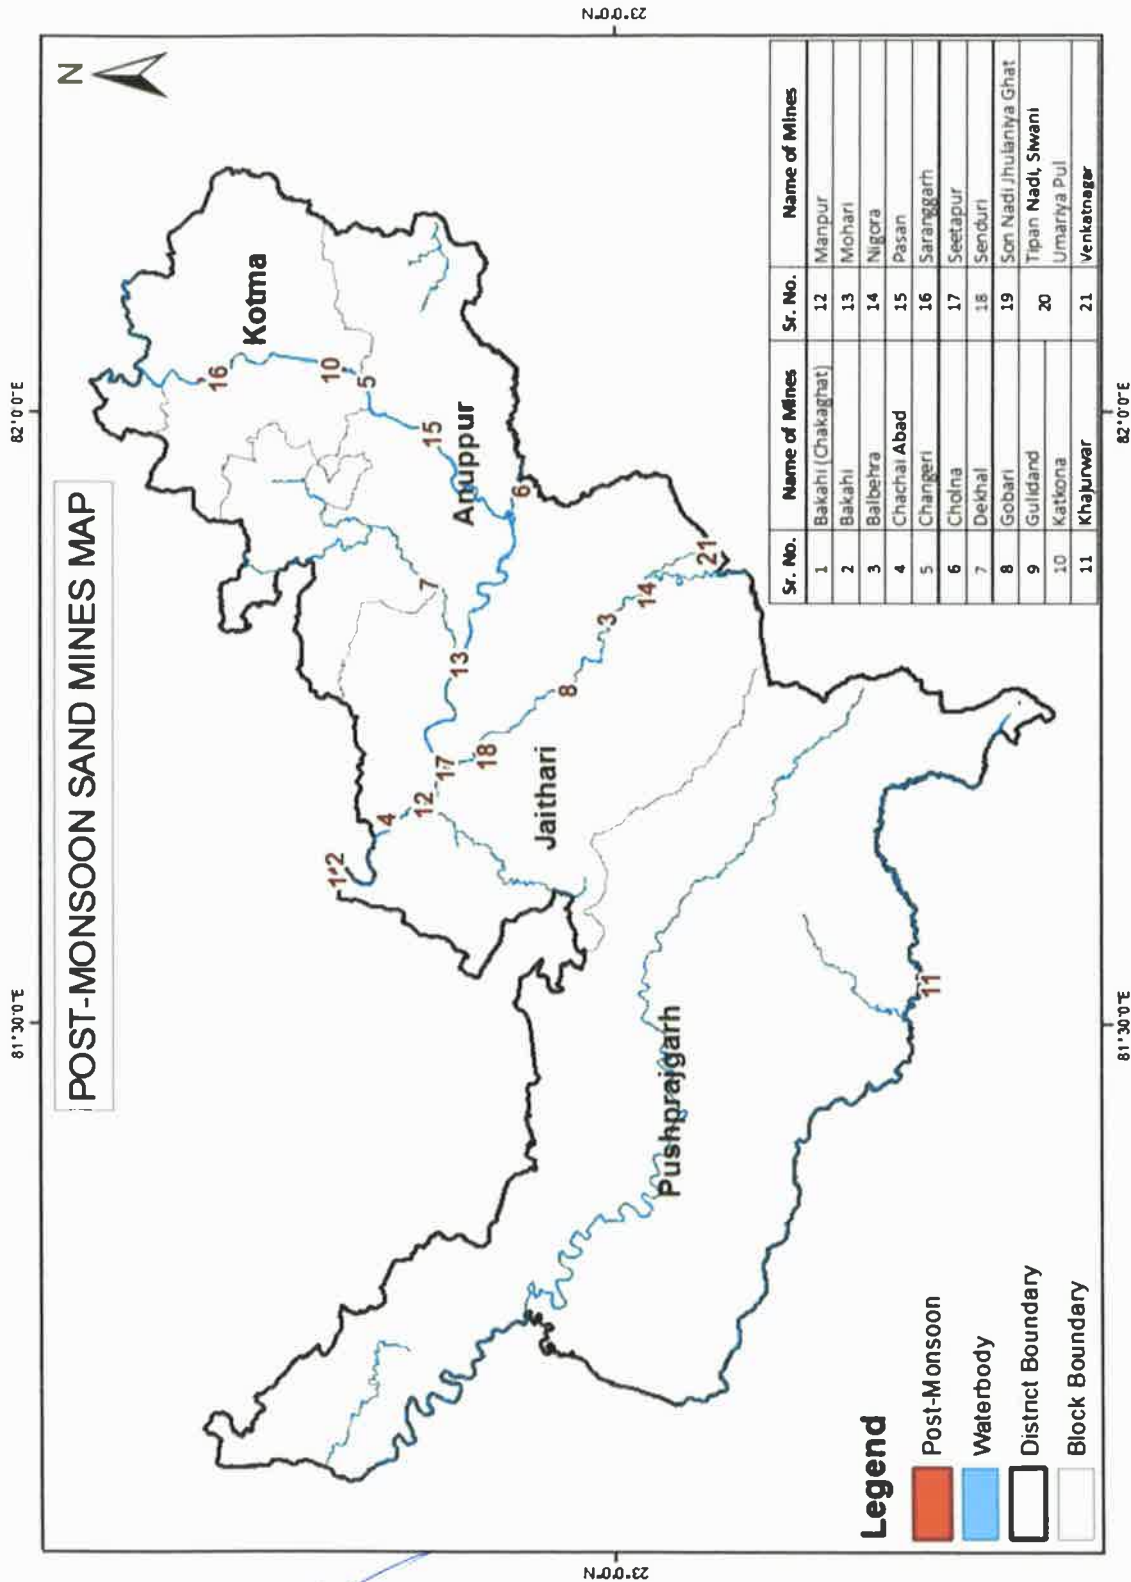 POST-MONSOON SAND MINES MAP
N
81°30'0"E
82°0'0"E
23°0'0"N
23°0'0"N
81°30'0"E
82°0'0"E
Kotma
Anuppur
Jaithari
Pushprajgarh
16
10
5
15
6
7
13
21
14
3
8
18
17
12
4
1
2
11
Legend
Post-Monsoon
Waterbody
District Boundary
Block Boundary
Sr. No. Name of Mines Sr. No. Name of Mines
1 Bakahi (Chakaghat) 12 Manpur
2 Bakahi 13 Mohari
3 Balbehra 14 Nigora
4 Chachai Abad 15 Pasan
5 Changeri 16 Saranggarh
6 Cholna 17 Seetapur
7 Dekhal 18 Senduri
8 Gobari 19 Son Nadi Jhulaniya Ghat
9 Gulidand 20 Tipan Nadi, Siwani
10 Katkona Umariya Pul
11 Khajurwar 21 Venkatnagar